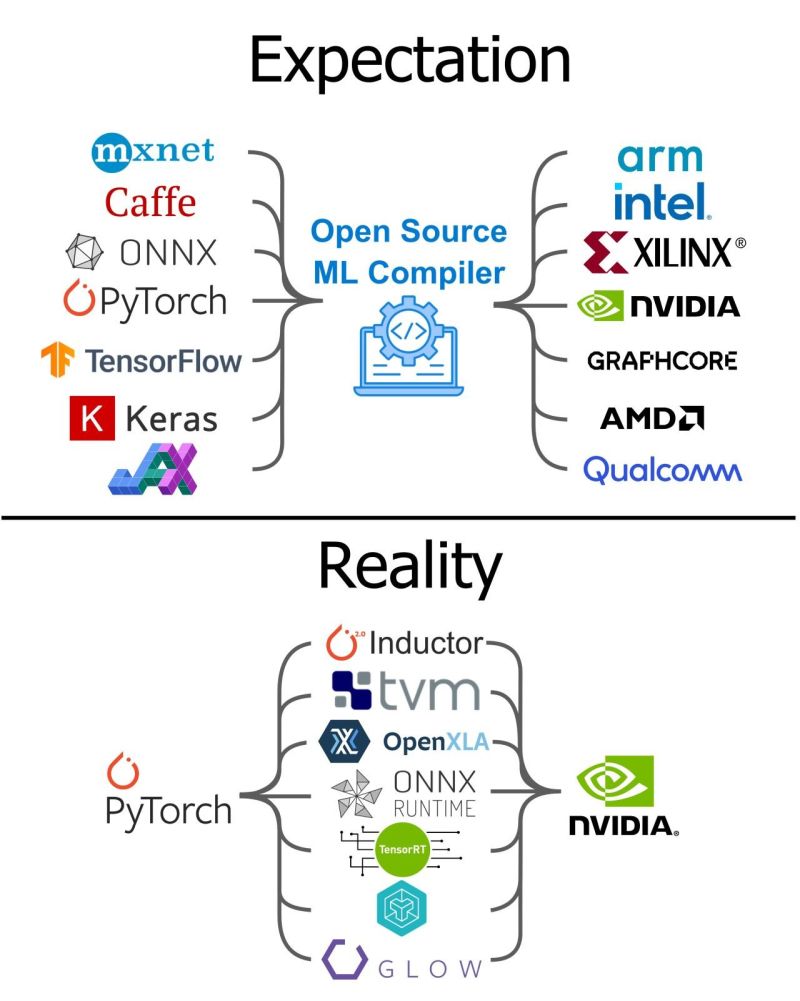 Expectation
mxnet
Caffe
ONNX
PyTorch
TensorFlow
K Keras
JAX
Open Source
ML Compiler
</>
arm
intel.
XILINX®
NVIDIA
GRAPHCORE
AMD
Qualcomm
Reality
PyTorch
2.0 Inductor
tvm
OpenXLA
ONNX
RUNTIME
TensorRT
GLOW
NVIDIA.